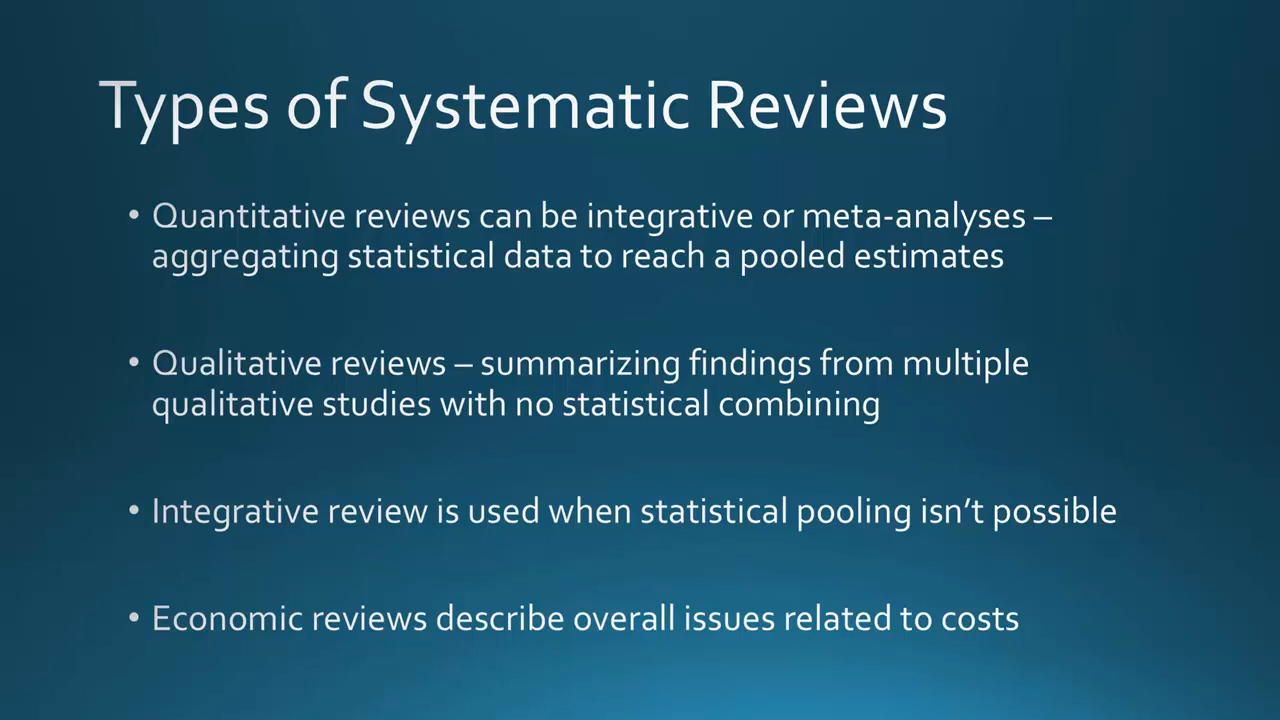 Types of Systematic Reviews
• Quantitative reviews can be integrative or meta-analyses –
aggregating statistical data to reach a pooled estimates
• Qualitative reviews – summarizing findings from multiple
qualitative studies with no statistical combining
• Integrative review is used when statistical pooling isn’t possible
• Economic reviews describe overall issues related to costs